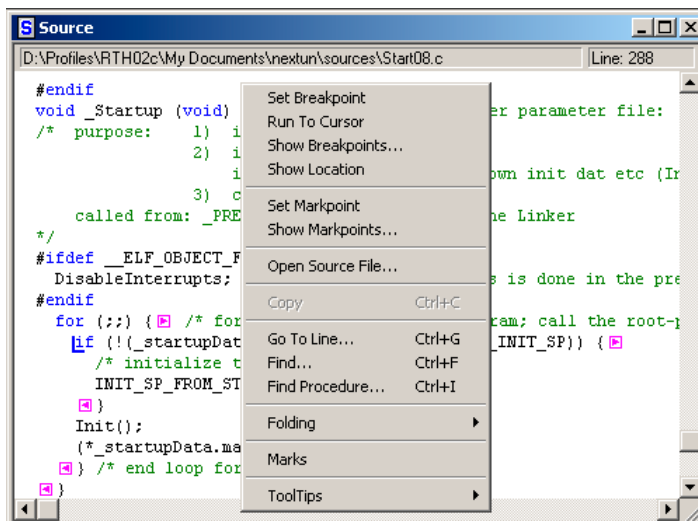 S Source
D:\Profiles\RTH02c\My Documents\nextun\sources\Start08.c Line: 288
#endif
void _Startup (void) er parameter file:
/* purpose: 1) i
2) i
i own init dat etc (In
3) c
called from: _PRE he Linker
*/
#ifdef __ELF_OBJECT_F
DisableInterrupts; s is done in the pre
#endif
for (;;) { /* for ram; call the root-p
if (!(_startupDat _INIT_SP)) {
/* initialize t
INIT_SP_FROM_ST
}
Init();
(*_startupData.ma
} /* end loop for
}
Set Breakpoint
Run To Cursor
Show Breakpoints...
Show Location
Set Markpoint
Show Markpoints...
Open Source File...
Copy Ctrl+C
Go To Line... Ctrl+G
Find... Ctrl+F
Find Procedure... Ctrl+I
Folding
Marks
ToolTips